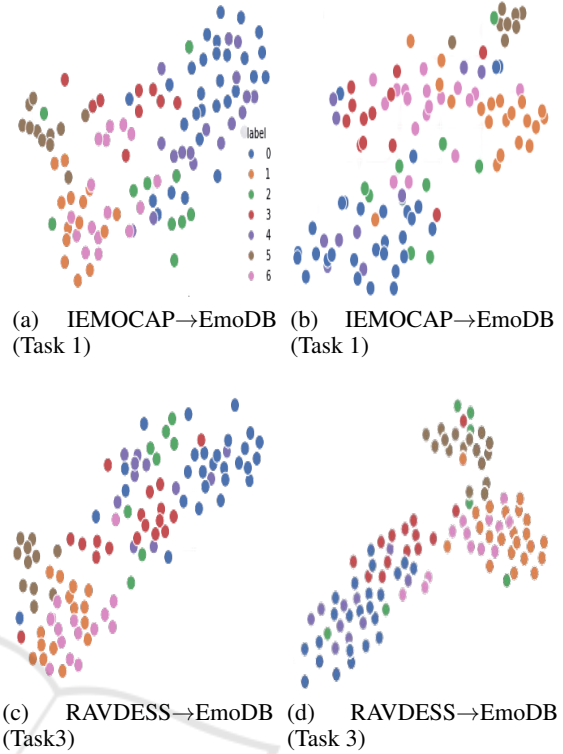 label
0
1
2
3
4
5
6
(a) IEMOCAP→EmoDB
(Task 1)
(b) IEMOCAP→EmoDB
(Task 1)
(c) RAVDESS→EmoDB
(Task3)
(d) RAVDESS→EmoDB
(Task 3)